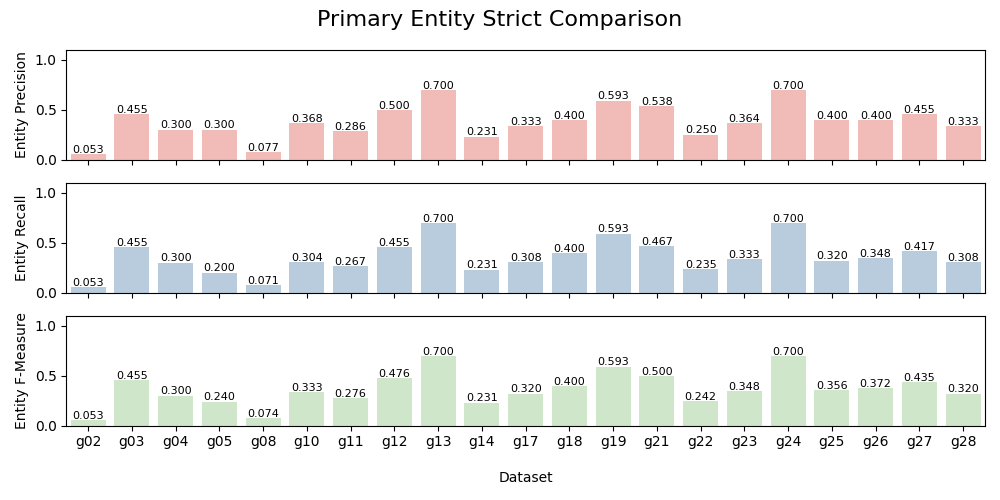 Primary Entity Strict Comparison
Entity Precision
1.0
0.5
0.0
0.053 0.455 0.300 0.300 0.077 0.368 0.286 0.500 0.700 0.231 0.333 0.400 0.593 0.538 0.250 0.364 0.700 0.400 0.400 0.455 0.333
Entity Recall
1.0
0.5
0.0
0.053 0.455 0.300 0.200 0.071 0.304 0.267 0.455 0.700 0.231 0.308 0.400 0.593 0.467 0.235 0.333 0.700 0.320 0.348 0.417 0.308
Entity F-Measure
1.0
0.5
0.0
0.053 0.455 0.300 0.240 0.074 0.333 0.276 0.476 0.700 0.231 0.320 0.400 0.593 0.500 0.242 0.348 0.700 0.356 0.372 0.435 0.320
g02 g03 g04 g05 g08 g10 g11 g12 g13 g14 g17 g18 g19 g21 g22 g23 g24 g25 g26 g27 g28
Dataset